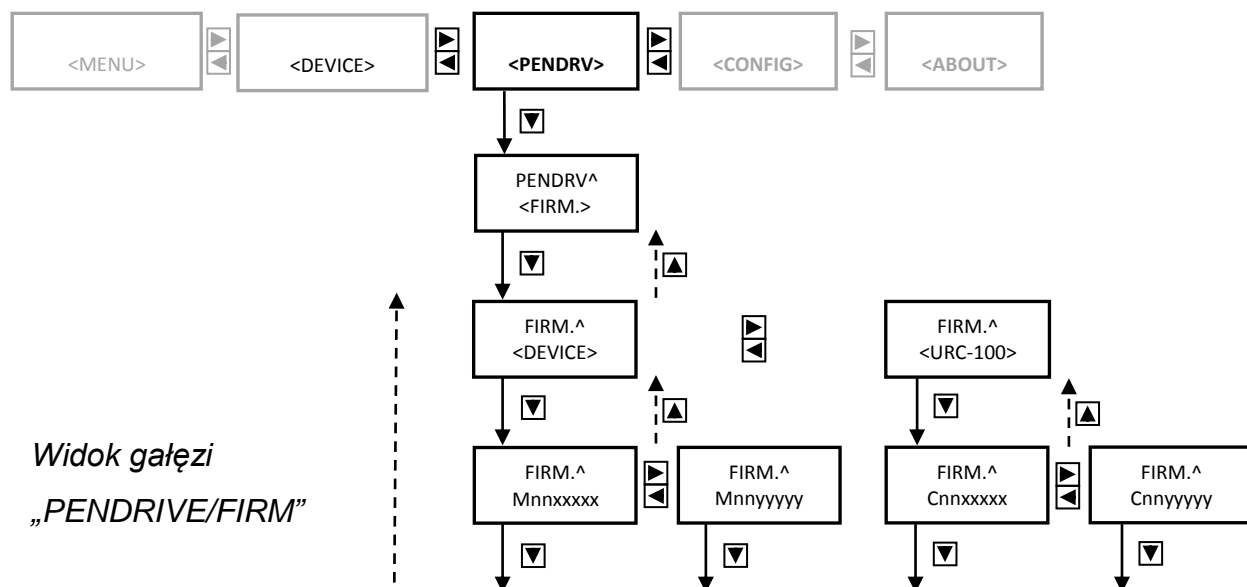 <MENU>
<DEVICE>
<PENDRV>
<CONFIG>
<ABOUT>
PENDRV^
<FIRM.>
FIRM.^
<DEVICE>
FIRM.^
<URC-100>
Widok gałęzi
„PENDRIVE/FIRM”
FIRM.^
Mnnxxxxx
FIRM.^
Mnnyyyyy
FIRM.^
Cnnxxxxx
FIRM.^
Cnnyyyyy